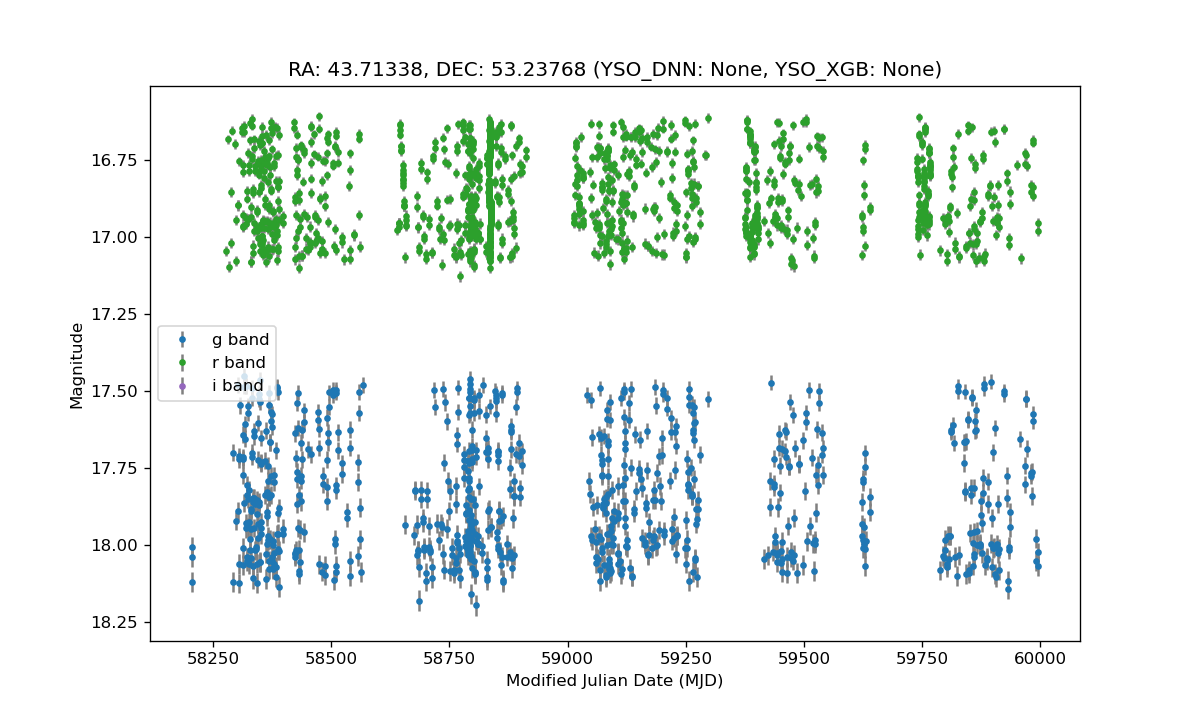 RA: 43.71338, DEC: 53.23768 (YSO_DNN: None, YSO_XGB: None)
16.75
17.00
17.25
17.50
17.75
18.00
18.25
Magnitude
g band
r band
i band
58250 58500 58750 59000 59250 59500 59750 60000
Modified Julian Date (MJD)